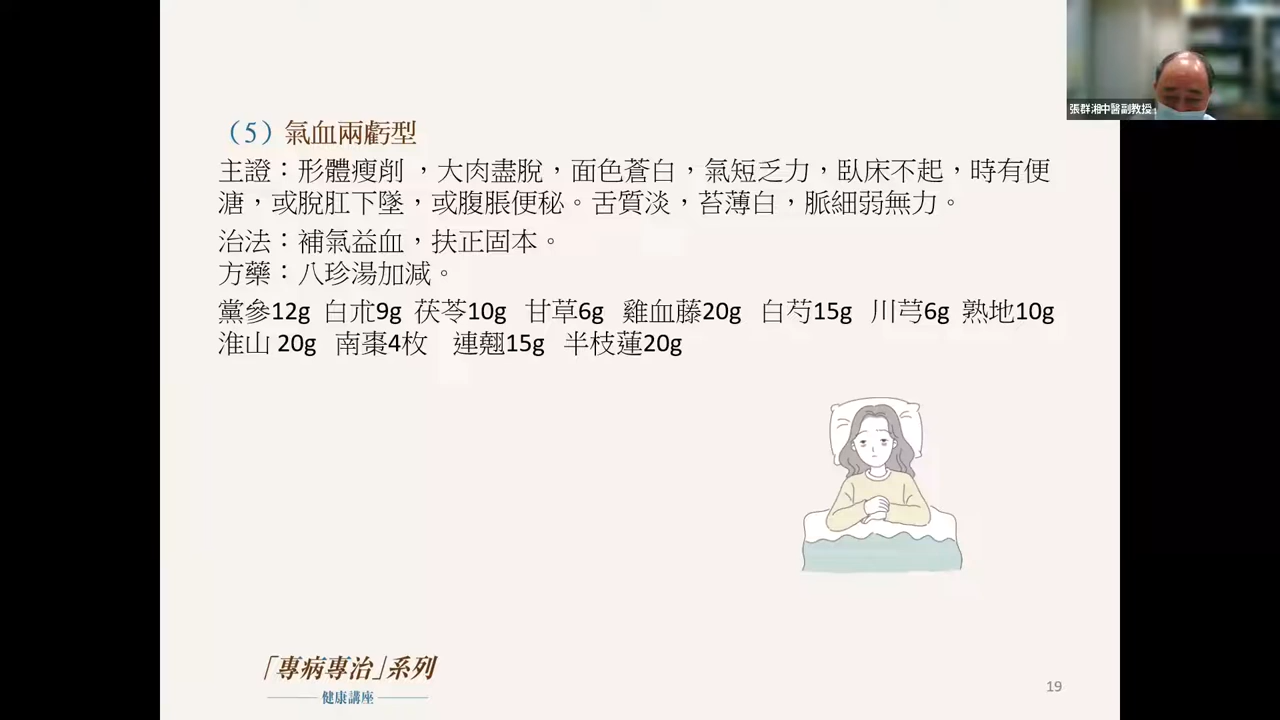 張群湘中醫副教授
（5）氣血兩虧型
主證：形體瘦削 ，大肉盡脫，面色蒼白，氣短乏力，臥床不起，時有便
溏，或脫肛下墜，或腹脹便秘。舌質淡，苔薄白，脈細弱無力。
治法：補氣益血，扶正固本。
方藥：八珍湯加減。
黨參12g 白朮9g 茯苓10g 甘草6g 雞血藤20g 白芍15g 川芎6g 熟地10g
淮山 20g 南棗4枚 連翹15g 半枝蓮20g
「專病專治」系列
健康講座
19